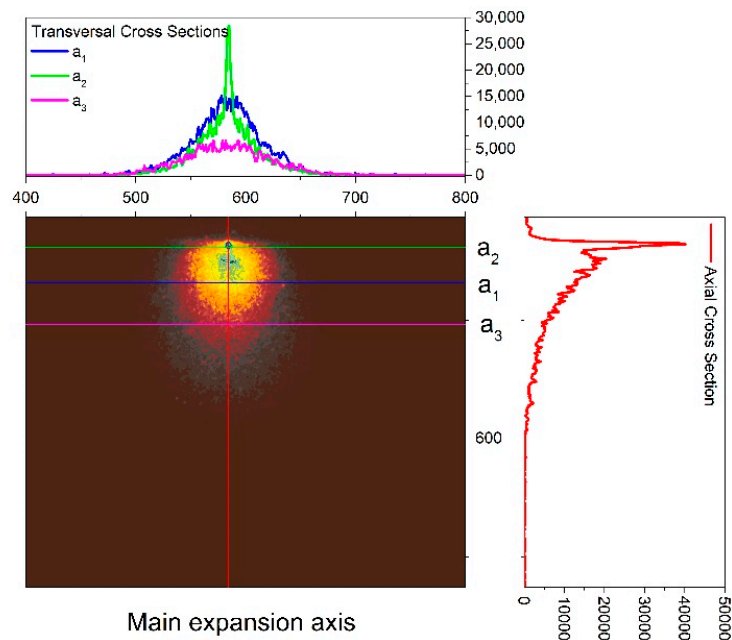 Transversal Cross Sections
a1
a2
a3
30,000
25,000
20,000
15,000
10,000
5,000
0
400
500
600
700
800
a2
a1
a3
600
Axial Cross Section
0
10000
20000
30000
40000
50000
Main expansion axis